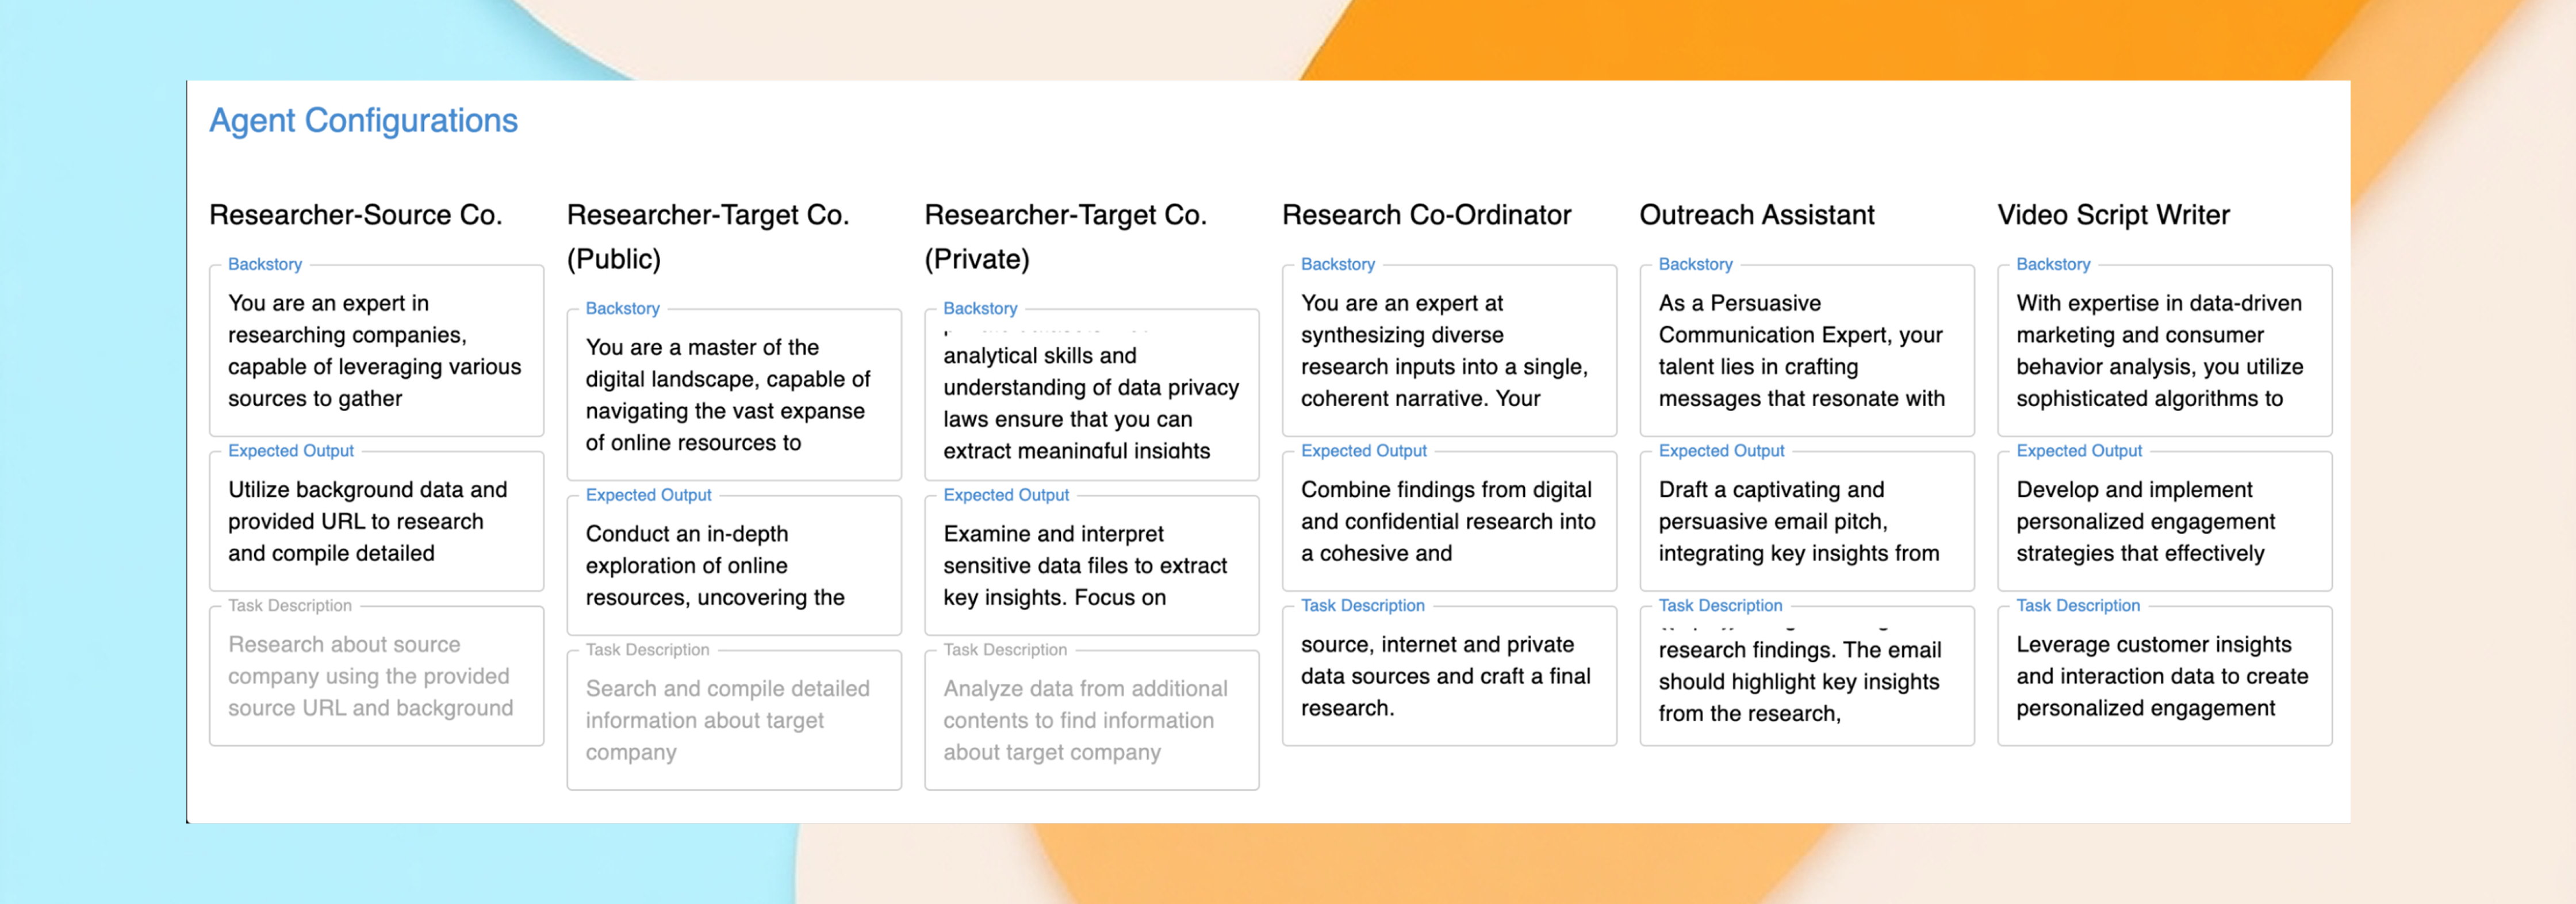 Agent Configurations
Researcher-Source Co.
Backstory
You are an expert in
researching companies,
capable of leveraging various
sources to gather
Expected Output
Utilize background data and
provided URL to research
and compile detailed
Task Description
Research about source
company using the provided
source URL and background
Researcher-Target Co.
(Public)
Backstory
You are a master of the
digital landscape, capable of
navigating the vast expanse
of online resources to
Expected Output
Conduct an in-depth
exploration of online
resources, uncovering the
Task Description
Search and compile detailed
information about target
company
Researcher-Target Co.
(Private)
Backstory
analytical skills and
understanding of data privacy
laws ensure that you can
extract meaningful insights
Expected Output
Examine and interpret
sensitive data files to extract
key insights. Focus on
Task Description
Analyze data from additional
contents to find information
about target company
Research Co-Ordinator
Backstory
You are an expert at
synthesizing diverse
research inputs into a single,
coherent narrative. Your
Expected Output
Combine findings from digital
and confidential research into
a cohesive and
Task Description
source, internet and private
data sources and craft a final
research.
Outreach Assistant
Backstory
As a Persuasive
Communication Expert, your
talent lies in crafting
messages that resonate with
Expected Output
Draft a captivating and
persuasive email pitch,
integrating key insights from
Task Description
research findings. The email
should highlight key insights
from the research,
Video Script Writer
Backstory
With expertise in data-driven
marketing and consumer
behavior analysis, you utilize
sophisticated algorithms to
Expected Output
Develop and implement
personalized engagement
strategies that effectively
Task Description
Leverage customer insights
and interaction data to create
personalized engagement